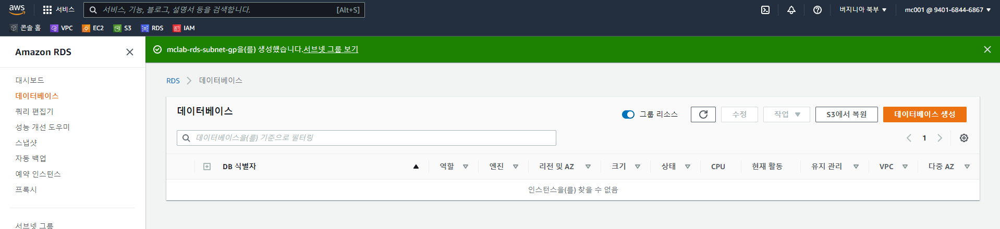 aws
서비스
서비스, 기능, 블로그, 설명서 등을 검색합니다.
[Alt+S]
버지니아 북부 ▼
mc001 @ 9401-6844-6867 ▼
콘솔 홈
VPC
EC2
S3
RDS
IAM
Amazon RDS
mclab-rds-subnet-gp을(를) 생성했습니다.서브넷 그룹 보기
대시보드
데이터베이스
쿼리 편집기
성능 개선 도우미
스냅샷
자동 백업
예약 인스턴스
프록시
서브넷 그룹
RDS > 데이터베이스
데이터베이스
그룹 리소스
수정
작업 ▼
S3에서 복원
데이터베이스 생성
데이터베이스을(를) 기준으로 필터링
1
DB 식별자
역할
엔진
리전 및 AZ
크기
상태
CPU
현재 활동
유지 관리
VPC
다중 AZ
인스턴스을(를) 찾을 수 없음